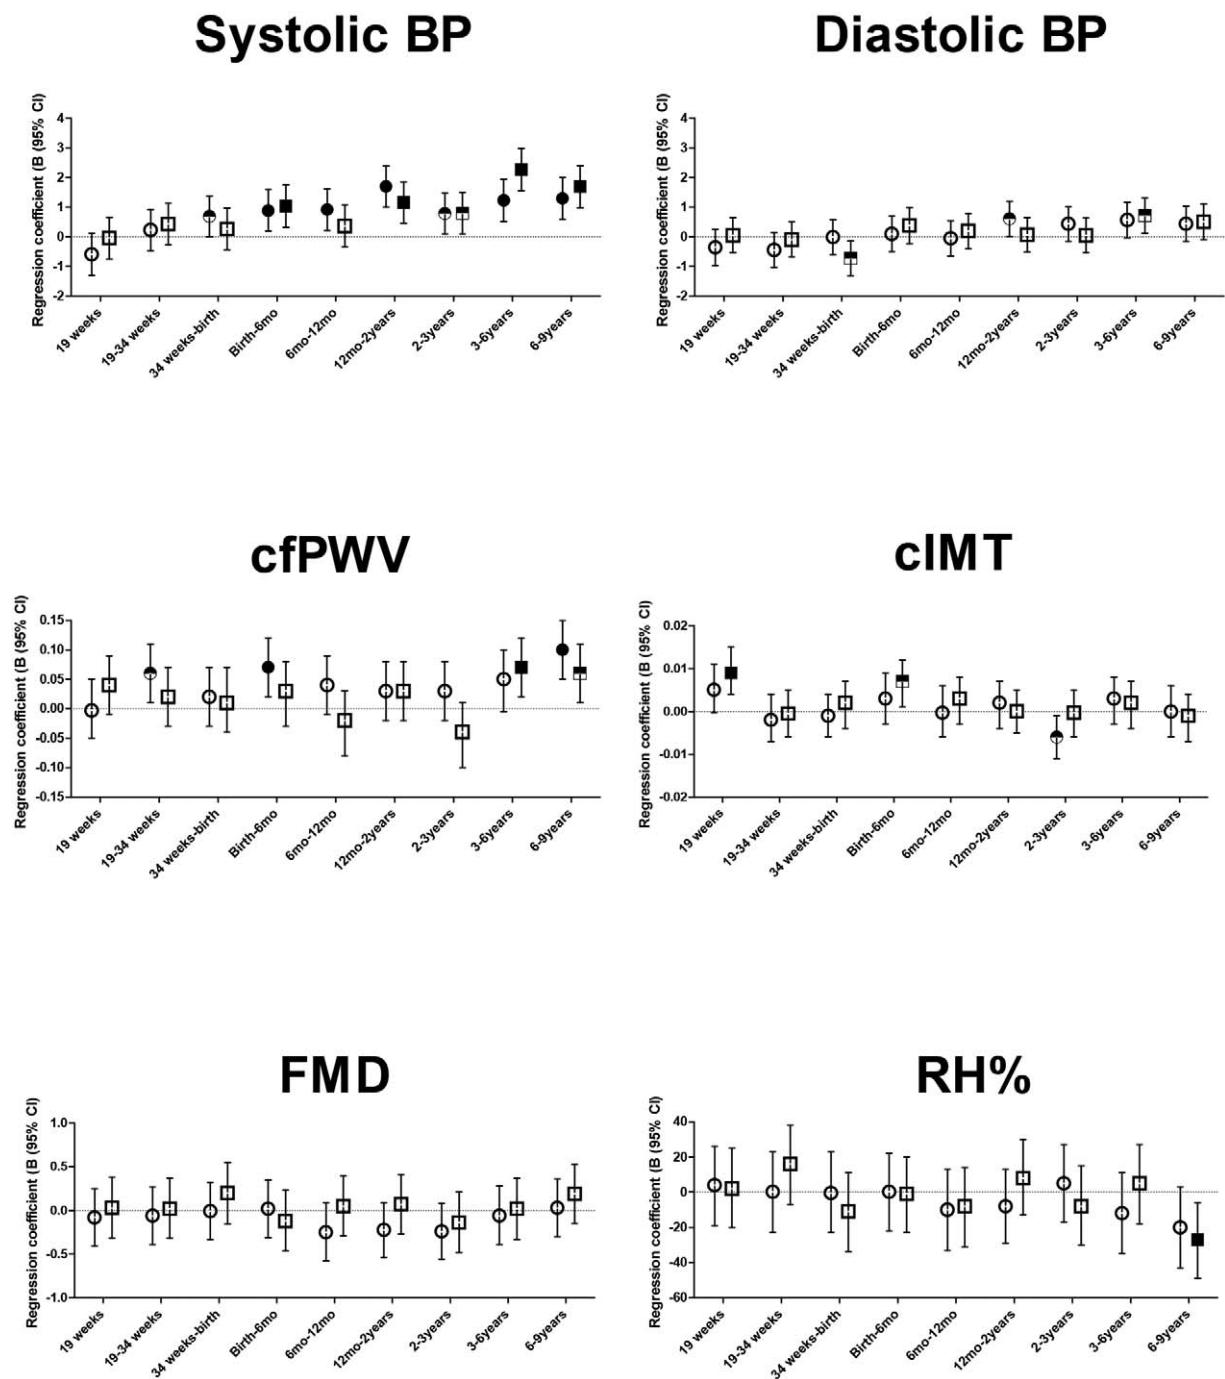 Systolic BP
Regression coefficient (B (95% CI)
4
3
2
1
0
-1
-2
19 weeks
19-34 weeks
34 weeks-birth
Birth-6mo
6mo-12mo
12mo-2years
2-3years
3-6years
6-9years
Diastolic BP
Regression coefficient (B (95% CI)
4
3
2
1
0
-1
-2
19 weeks
19-34 weeks
34 weeks-birth
Birth-6mo
6mo-12mo
12mo-2years
2-3years
3-6years
6-9years
cfPWV
Regression coefficient (B (95% CI)
0.15
0.10
0.05
0.00
-0.05
-0.10
-0.15
19 weeks
19-34 weeks
34 weeks-birth
Birth-6mo
6mo-12mo
12mo-2years
2-3years
3-6years
6-9years
cIMT
Regression coefficient (B (95% CI)
0.02
0.01
0.00
-0.01
-0.02
19 weeks
19-34 weeks
34 weeks-birth
Birth-6mo
6mo-12mo
12mo-2years
2-3years
3-6years
6-9years
FMD
Regression coefficient (B (95% CI)
1.0
0.5
0.0
-0.5
-1.0
19 weeks
19-34 weeks
34 weeks-birth
Birth-6mo
6mo-12mo
12mo-2years
2-3years
3-6years
6-9years
RH%
Regression coefficient (B (95% CI)
40
20
0
-20
-40
-60
19 weeks
19-34 weeks
34 weeks-birth
Birth-6mo
6mo-12mo
12mo-2years
2-3years
3-6years
6-9years